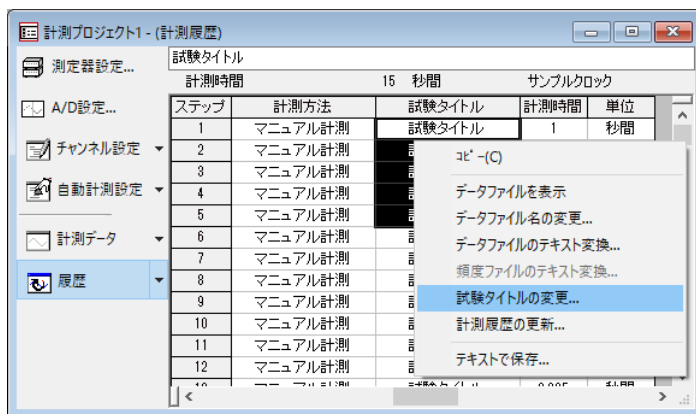 計測プロジェクト1 - (計測履歴)
測定器設定...
A/D設定...
チャンネル設定
自動計測設定
計測データ
履歴
試験タイトル
計測時間 15 秒間 サンプルクロック
ステップ 計測方法 試験タイトル 計測時間 単位
1 マニュアル計測 試験タイトル 1 秒間
2 マニュアル計測
3 マニュアル計測
4 マニュアル計測
5 マニュアル計測
6 マニュアル計測
7 マニュアル計測
8 マニュアル計測
9 マニュアル計測
10 マニュアル計測
11 マニュアル計測
12 マニュアル計測
ｺﾋﾟｰ(C)
データファイルを表示
データファイル名の変更...
データファイルのテキスト変換...
頻度ファイルのテキスト変換...
試験タイトルの変更...
計測履歴の更新...
テキストで保存...